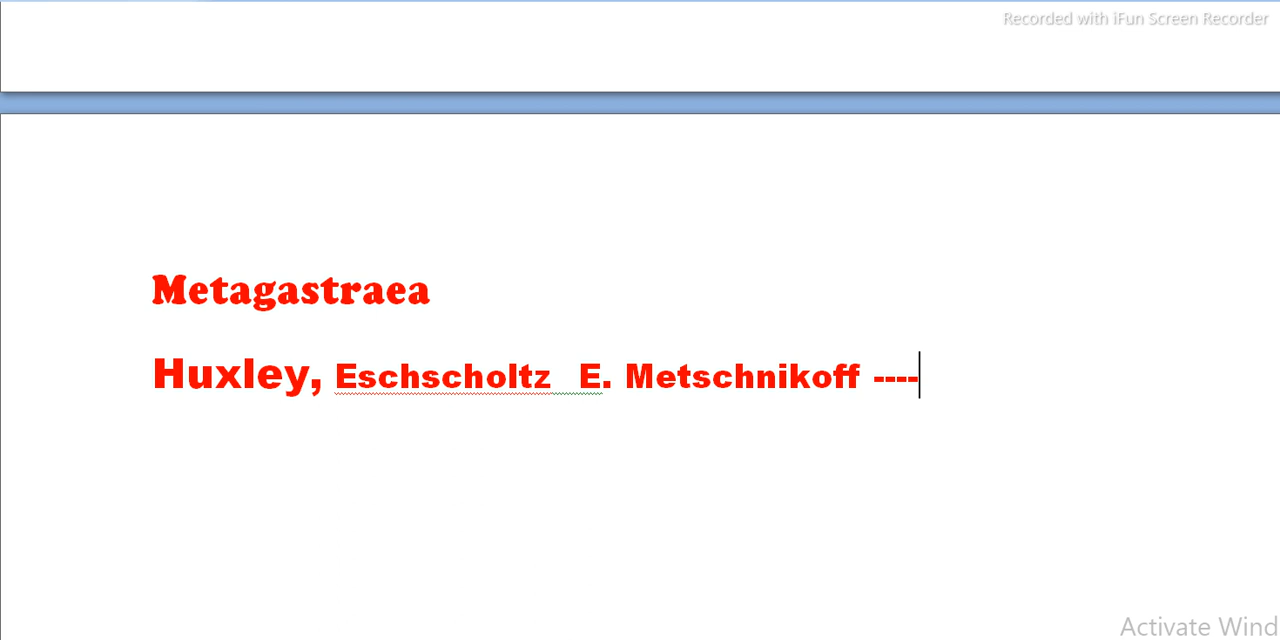 Recorded with iFun Screen Recorder
Metagastraea
Huxley, Eschscholtz E. Metschnikoff ----
Activate Wind